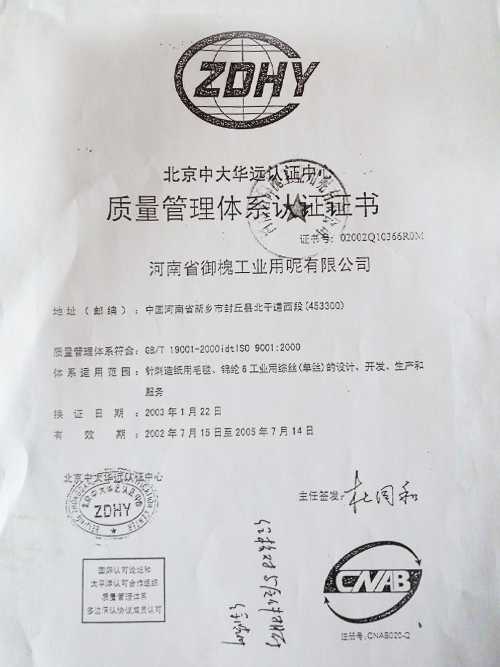 ZDHY
北京中大华远认证中心
质量管理体系认证证书
证书号：02002Q10366R0M
河南省御槐工业用呢有限公司
地址（邮编）：中国河南省新乡市封丘县北干道西段(453300)
质量管理体系符合：GB/T 19001-2000idtISO 9001:2000
体系适用范围：针刺造纸用毛毯、锦纶6工业用综丝(单丝)的设计、开发、生产和
服务
换证日期：2003年1月22日
有效期：2002年7月15日至2005年7月14日
北京中大华远认证中心
ZDHY
主任签发：
国际认可论坛和
太平洋认可合作组织
质量管理体系
多边承认协议成员认可
CNAB
注册号：CNAB020-Q